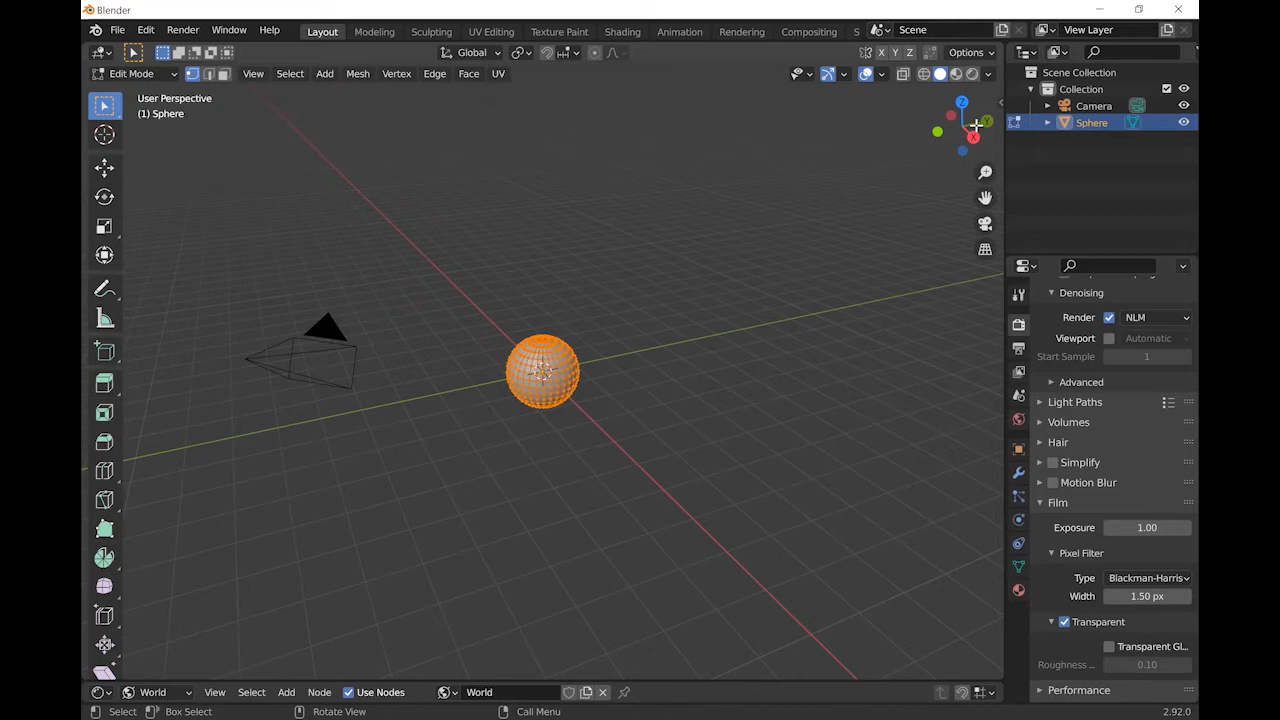 Blender
File Edit Render Window Help Layout Modeling Sculpting UV Editing Texture Paint Shading Animation Rendering Compositing S Scene View Layer
Global X Y Z Options
Edit Mode View Select Add Mesh Vertex Edge Face UV
Scene Collection
Collection
Camera
Sphere
User Perspective
(1) Sphere
Z
Y
X
Denoising
Render NLM
Viewport Automatic
Start Sample 1
Advanced
Light Paths
Volumes
Hair
Simplify
Motion Blur
Film
Exposure 1.00
Pixel Filter
Type Blackman-Harris
Width 1.50 px
Transparent
Transparent Gl...
Roughness ... 0.10
Performance
World View Select Add Node Use Nodes World
Select Box Select Rotate View Call Menu 2.92.0